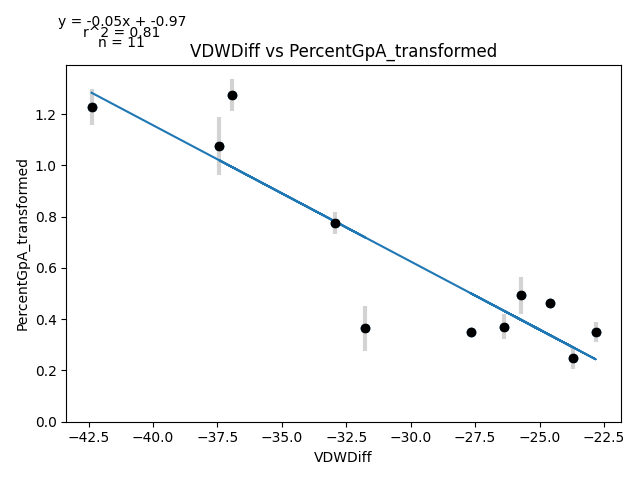 y = -0.05x + -0.97
r^2 = 0.81
n = 11
VDWDiff vs PercentGpA_transformed
PercentGpA_transformed
1.2
1.0
0.8
0.6
0.4
0.2
0.0
−42.5 −40.0 −37.5 −35.0 −32.5 −30.0 −27.5 −25.0 −22.5
VDWDiff